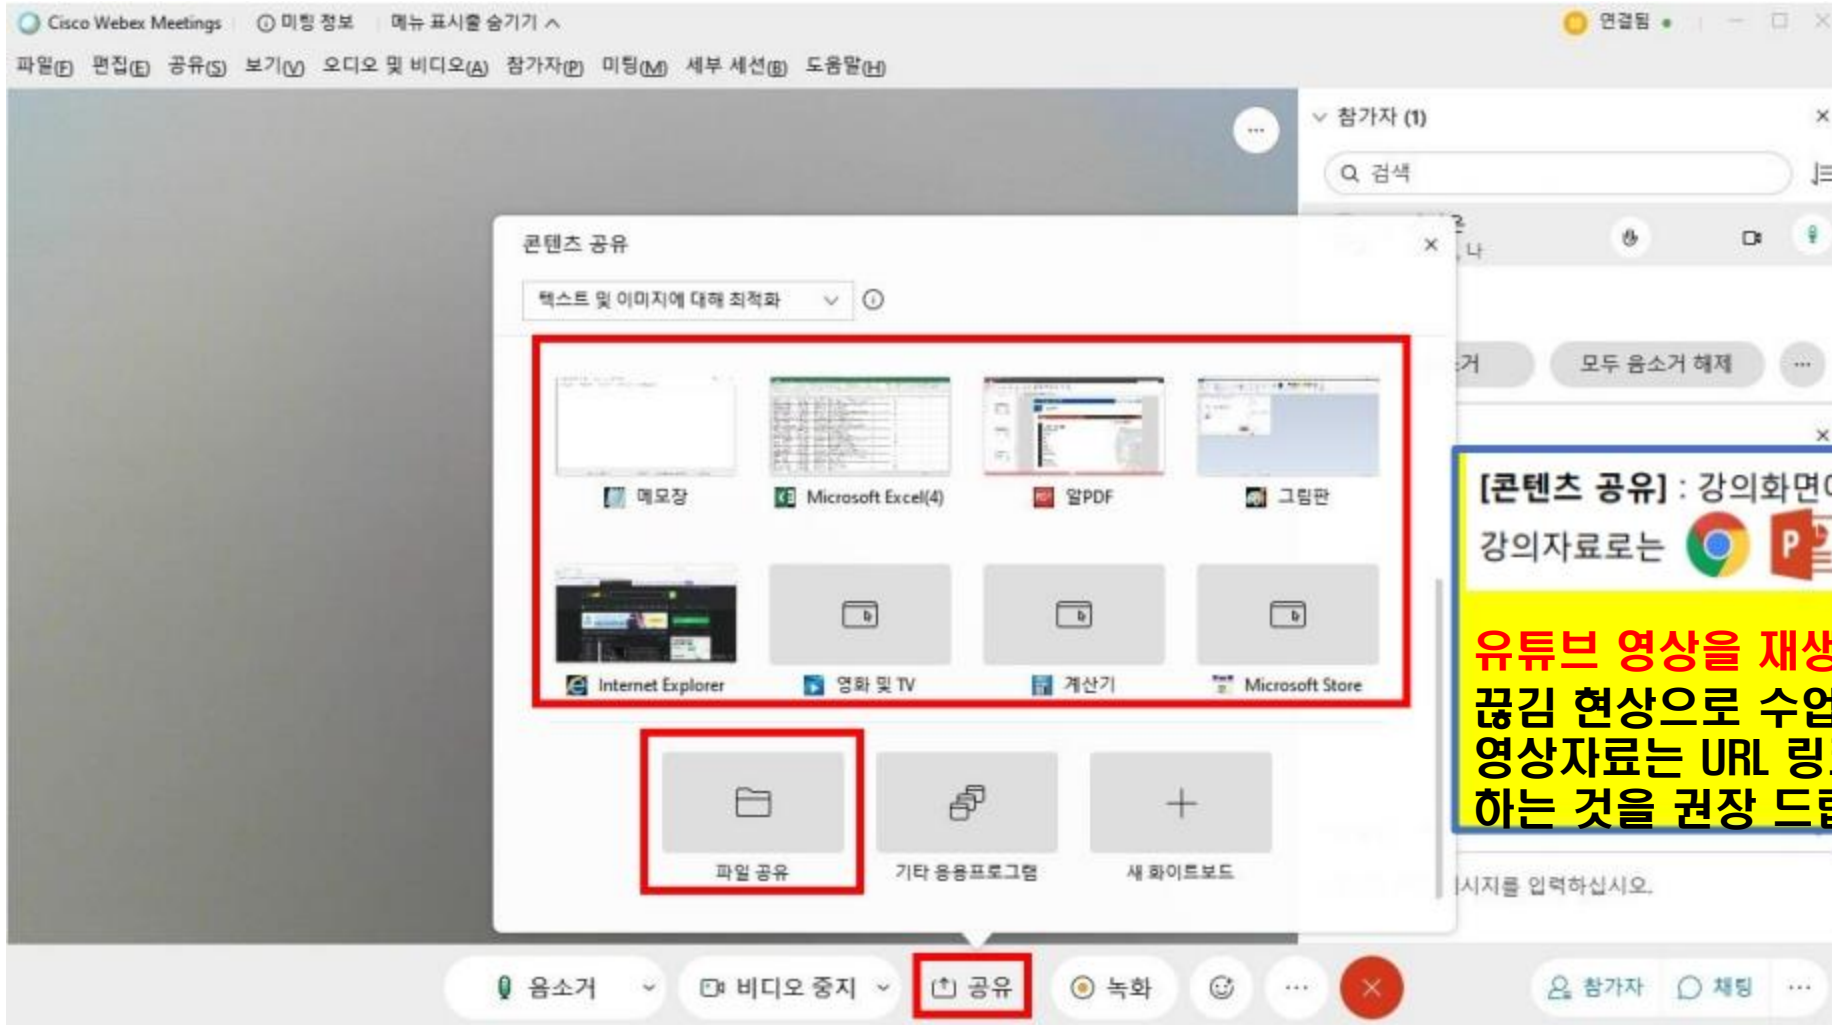 Cisco Webex Meetings 미팅 정보 메뉴 표시줄 숨기기 연결됨
파일(F) 편집(E) 공유(S) 보기(V) 오디오 및 비디오(A) 참가자(P) 미팅(M) 세부 세션(B) 도움말(H)
참가자 (1)
검색
나
콘텐츠 공유
텍스트 및 이미지에 대해 최적화
모두 음소거 해제
메모장 Microsoft Excel(4) 알PDF 그림판
Internet Explorer 영화 및 TV 계산기 Microsoft Store
파일 공유 기타 응용프로그램 새 화이트보드
[콘텐츠 공유] : 강의화면에
강의자료로는
유튜브 영상을 재생
끊김 현상으로 수업
영상자료는 URL 링크
하는 것을 권장 드립
시지를 입력하십시오.
음소거 비디오 중지 공유 녹화 참가자 채팅